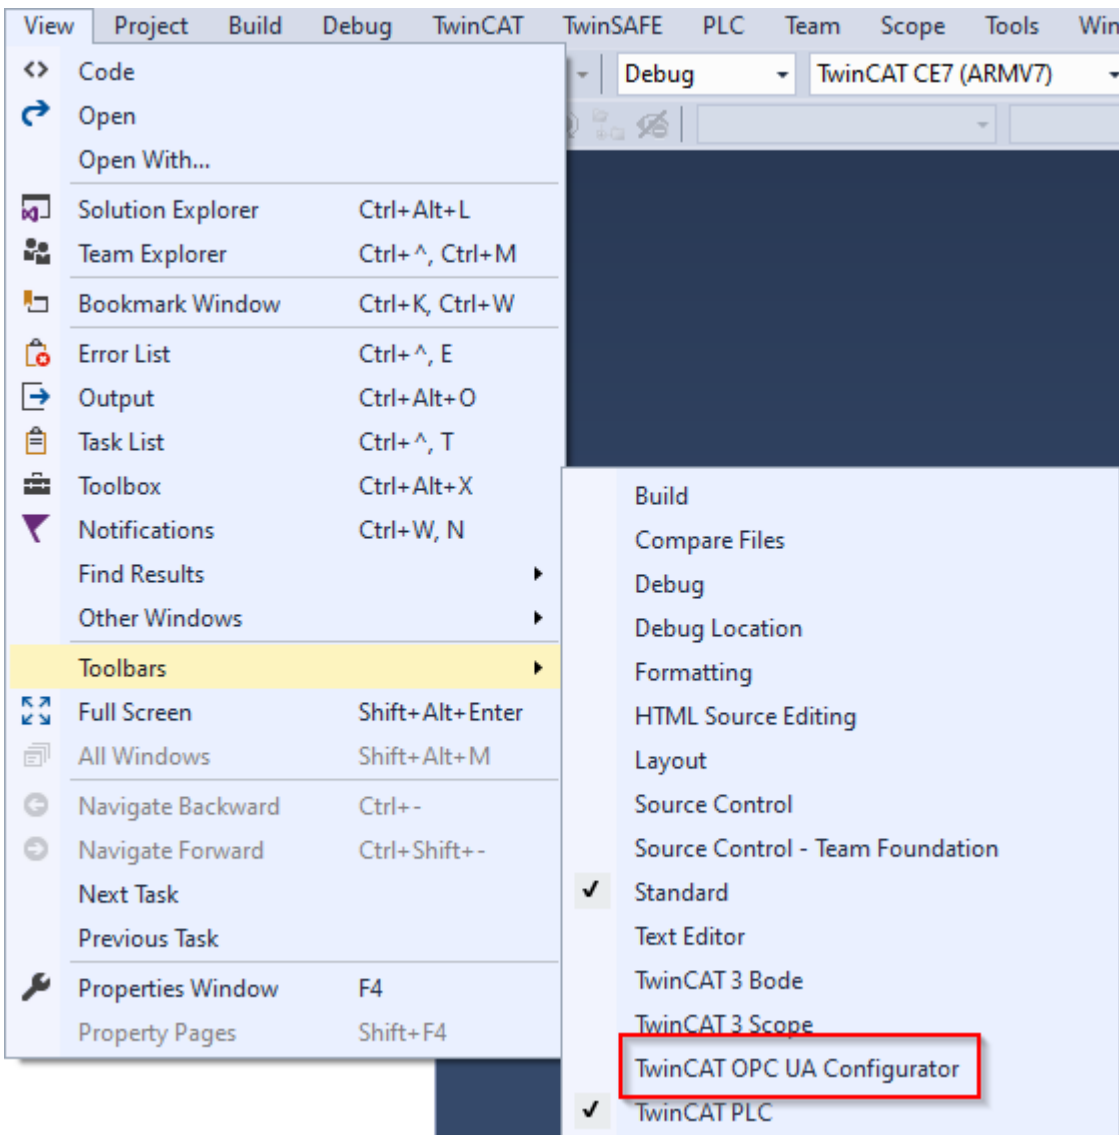 View Project Build Debug TwinCAT TwinSAFE PLC Team Scope Tools
Debug TwinCAT CE7 (ARMV7)
Code
Open
Open With...
Solution Explorer Ctrl+Alt+L
Team Explorer Ctrl+^, Ctrl+M
Bookmark Window Ctrl+K, Ctrl+W
Error List Ctrl+^, E
Output Ctrl+Alt+O
Task List Ctrl+^, T
Toolbox Ctrl+Alt+X
Notifications Ctrl+W, N
Find Results
Other Windows
Toolbars
Full Screen Shift+Alt+Enter
All Windows Shift+Alt+M
Navigate Backward Ctrl+-
Navigate Forward Ctrl+Shift+-
Next Task
Previous Task
Properties Window F4
Property Pages Shift+F4
Build
Compare Files
Debug
Debug Location
Formatting
HTML Source Editing
Layout
Source Control
Source Control - Team Foundation
Standard
Text Editor
TwinCAT 3 Bode
TwinCAT 3 Scope
TwinCAT OPC UA Configurator
TwinCAT PLC